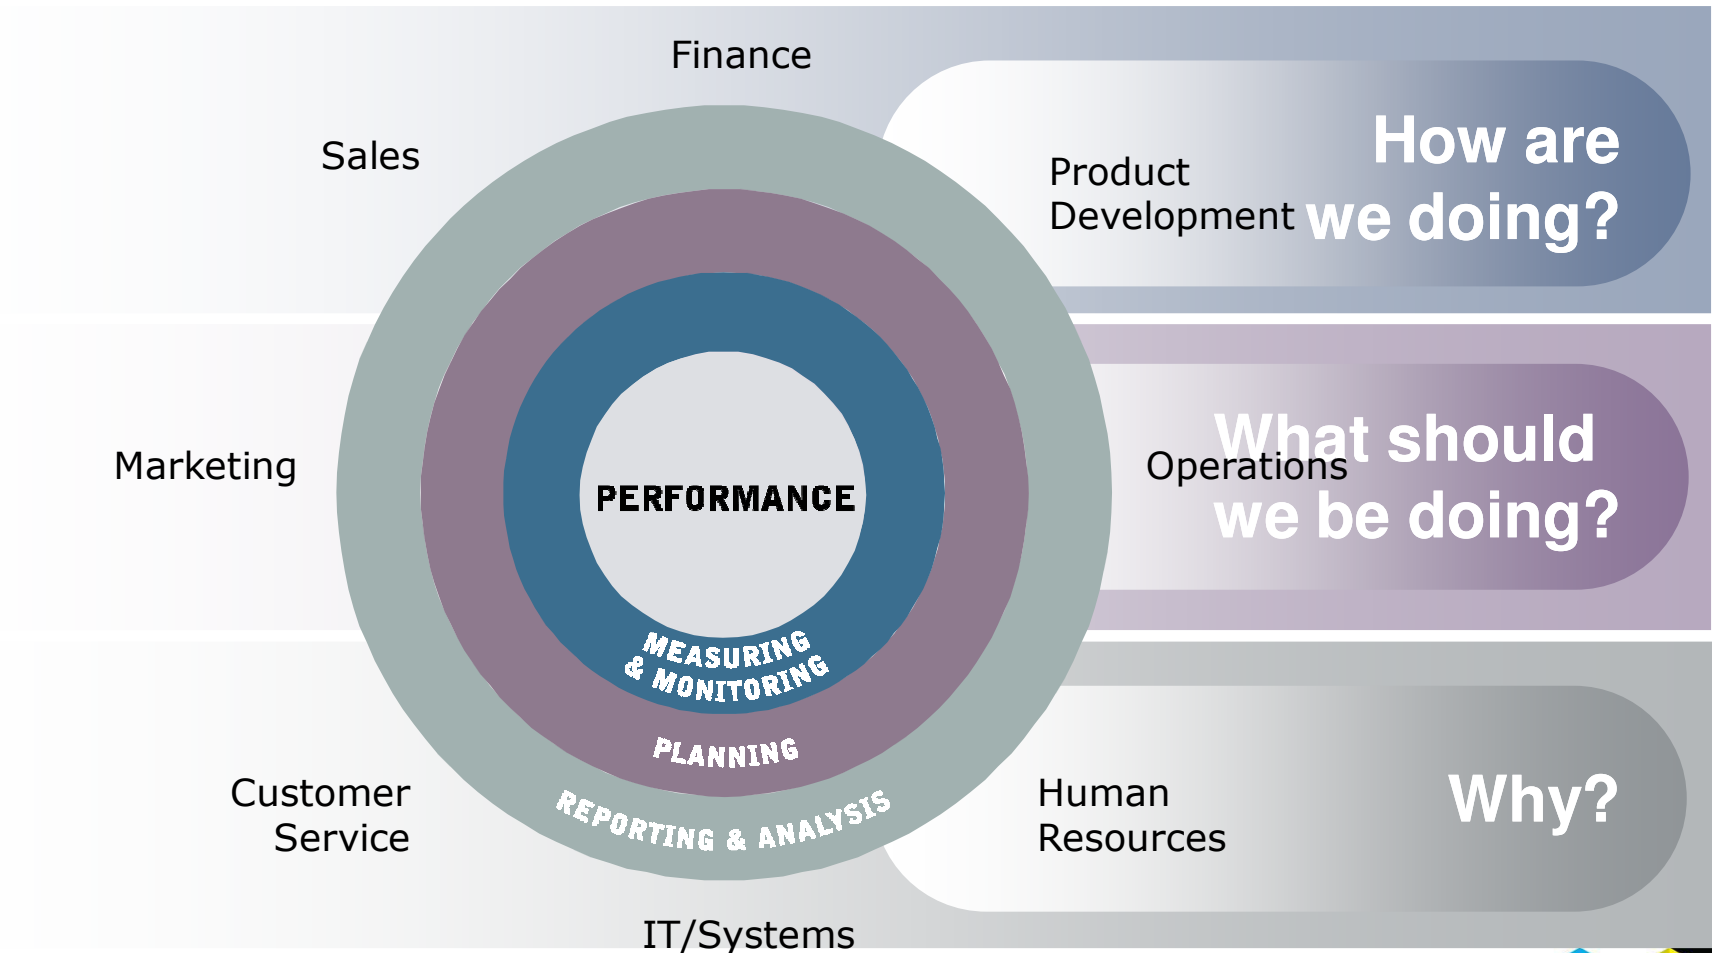 Finance
Sales
Product
Development
How are
we doing?
Marketing
Operations
What should
we be doing?
PERFORMANCE
MEASURING
& MONITORING
PLANNING
REPORTING & ANALYSIS
Customer
Service
Human
Resources
Why?
IT/Systems